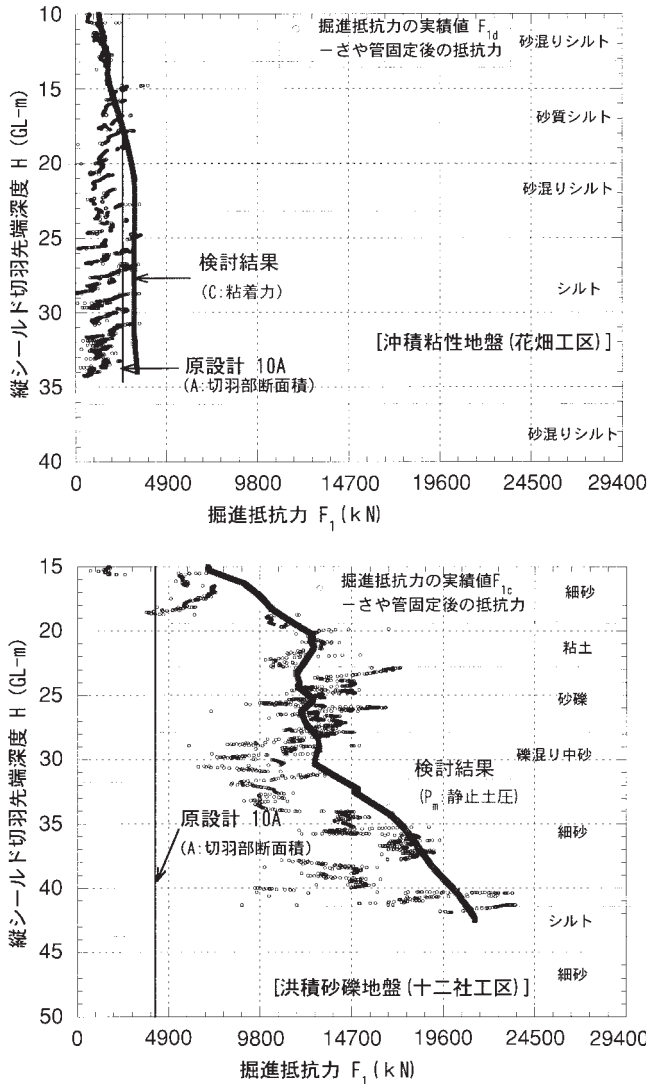 10
15
20
25
30
35
40
縦シールド切羽先端深度 H (GL-m)
掘進抵抗力の実績値 F1d
−さや管固定後の抵抗力
砂混りシルト
砂質シルト
砂混りシルト
検討結果
(C:粘着力)
シルト
[沖積粘性地盤(花畑工区)]
原設計 10A
(A:切羽部断面積)
砂混りシルト
0 4900 9800 14700 19600 24500 29400
掘進抵抗力 F1(kN)
15
20
25
30
35
40
45
50
縦シールド切羽先端深度 H (GL-m)
掘進抵抗力の実績値F1c
−さや管固定後の抵抗力
細砂
粘土
砂礫
礫混り中砂
検討結果
(Pm 静止土圧)
原設計 10A
(A:切羽部断面積)
細砂
シルト
細砂
[洪積砂礫地盤(十二社工区)]
0 4900 9800 14700 19600 24500 29400
掘進抵抗力 F1(kN)